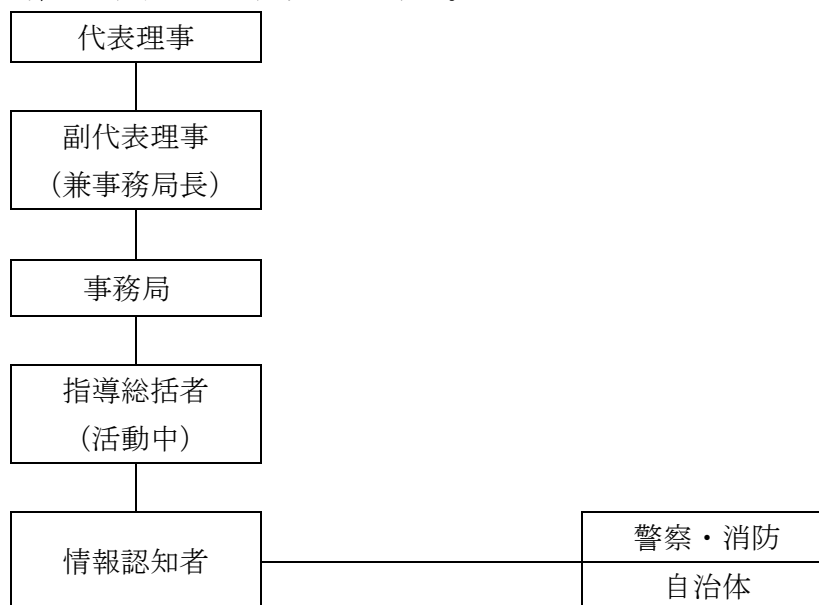 代表理事
副代表理事
（兼事務局長）
事務局
指導総括者
（活動中）
情報認知者
警察・消防
自治体